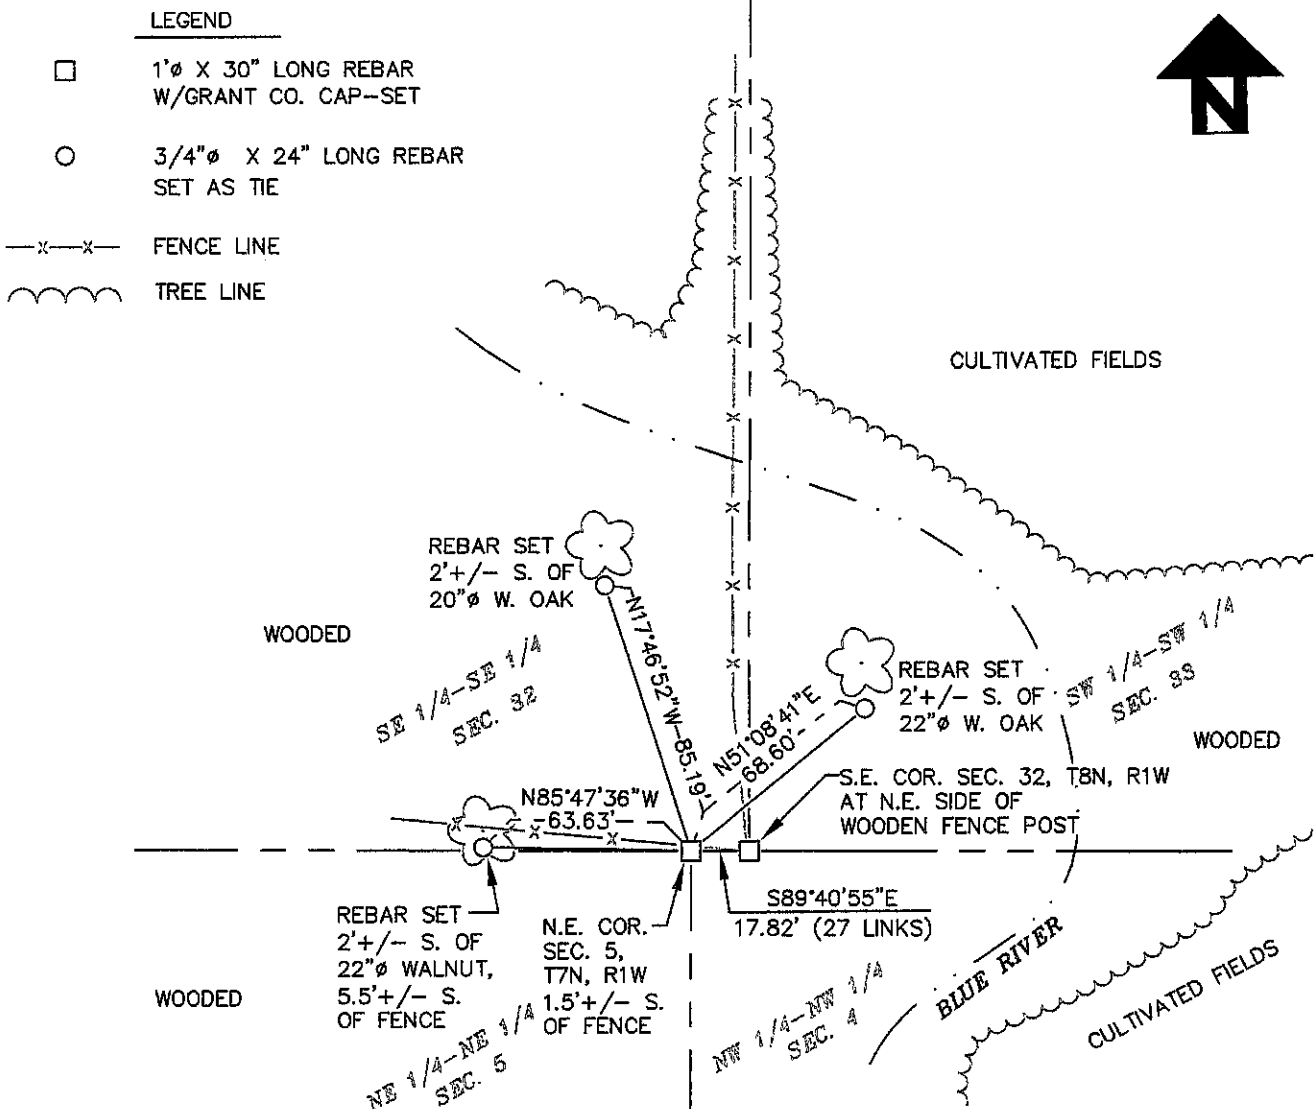 LEGEND
1'ø X 30" LONG REBAR
W/GRANT CO. CAP-SET
3/4"ø X 24" LONG REBAR
SET AS TIE
—x—x— FENCE LINE
TREE LINE
N
CULTIVATED FIELDS
REBAR SET
2'+/- S. OF
20"ø W. OAK
WOODED
SE 1/4-SE 1/4
SEC. 32
N17°46'52"W-85.19'
N51°08'41"E
68.60'
REBAR SET
2'+/- S. OF
22"ø W. OAK
SW 1/4-SW 1/4
SEC. 33
WOODED
S.E. COR. SEC. 32, T8N, R1W
AT N.E. SIDE OF
WOODEN FENCE POST
N85°47'36"W
63.63'
S89°40'55"E
17.82' (27 LINKS)
REBAR SET
2'+/- S. OF
22"ø WALNUT,
5.5'+/- S.
OF FENCE
N.E. COR.
SEC. 5,
T7N, R1W
1.5'+/- S.
OF FENCE
WOODED
NE 1/4-NE 1/4
SEC. 5
NW 1/4-NW 1/4
SEC. 4
BLUE RIVER
CULTIVATED FIELDS